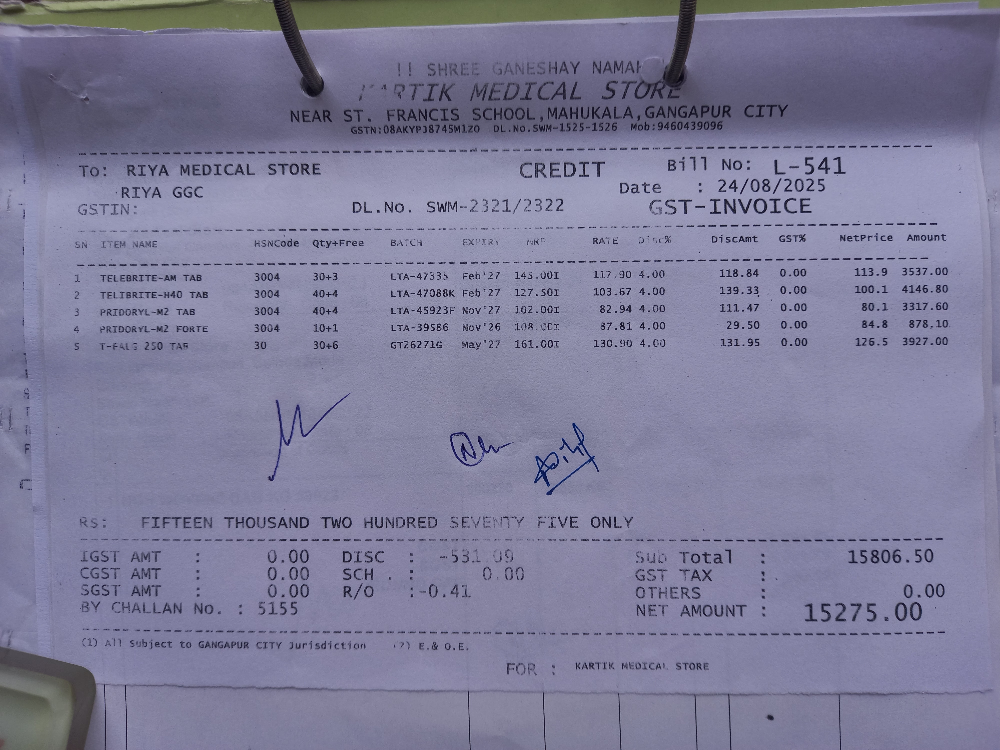 !! SHREE GANESHAY NAMAH
KARTIK MEDICAL STORE
NEAR ST. FRANCIS SCHOOL,MAHUKALA,GANGAPUR CITY
GSTN:08AKYPJ8745M1Z0 DL.No.SWM-1525-1526 Mob:9460439096
To: RIYA MEDICAL STORE CREDIT Bill No: L-541
RIYA GGC Date : 24/08/2025
GSTIN: DL.No. SWM-2321/2322 GST-INVOICE
SN ITEM NAME HSNCode Qty+Free BATCH EXPIRY MRP RATE Disc% DiscAmt GST% NetPrice Amount
1 TELEBRITE-AM TAB 3004 30+3 LTA-47335 Feb'27 145.00I 117.90 4.00 118.84 0.00 113.9 3537.00
2 TELIBRITE-H40 TAB 3004 40+4 LTA-47088K Feb'27 127.50I 103.67 4.00 139.33 0.00 100.1 4146.80
3 PRIDORYL-M2 TAB 3004 40+4 LTA-45923F Nov'27 102.00I 82.94 4.00 111.47 0.00 80.1 3317.60
4 PRIDORYL-M2 FORTE 3004 10+1 LTA-39586 Nov'26 108.00I 87.81 4.00 29.50 0.00 84.8 878.10
5 250 TAB 30 30+6 GT26271G May'27 161.00I 130.90 4.00 131.95 0.00 126.5 3927.00
RS: FIFTEEN THOUSAND TWO HUNDRED SEVENTY FIVE ONLY
IGST AMT : 0.00 DISC : -531.09 Sub Total : 15806.50
CGST AMT : 0.00 SCH . : 0.00 GST TAX :
SGST AMT : 0.00 R/O :-0.41 OTHERS : 0.00
BY CHALLAN No. : 5155 NET AMOUNT : 15275.00
(1) All Subject to GANGAPUR CITY Jurisdiction (2) E.& O.E.
FOR : KARTIK MEDICAL STORE